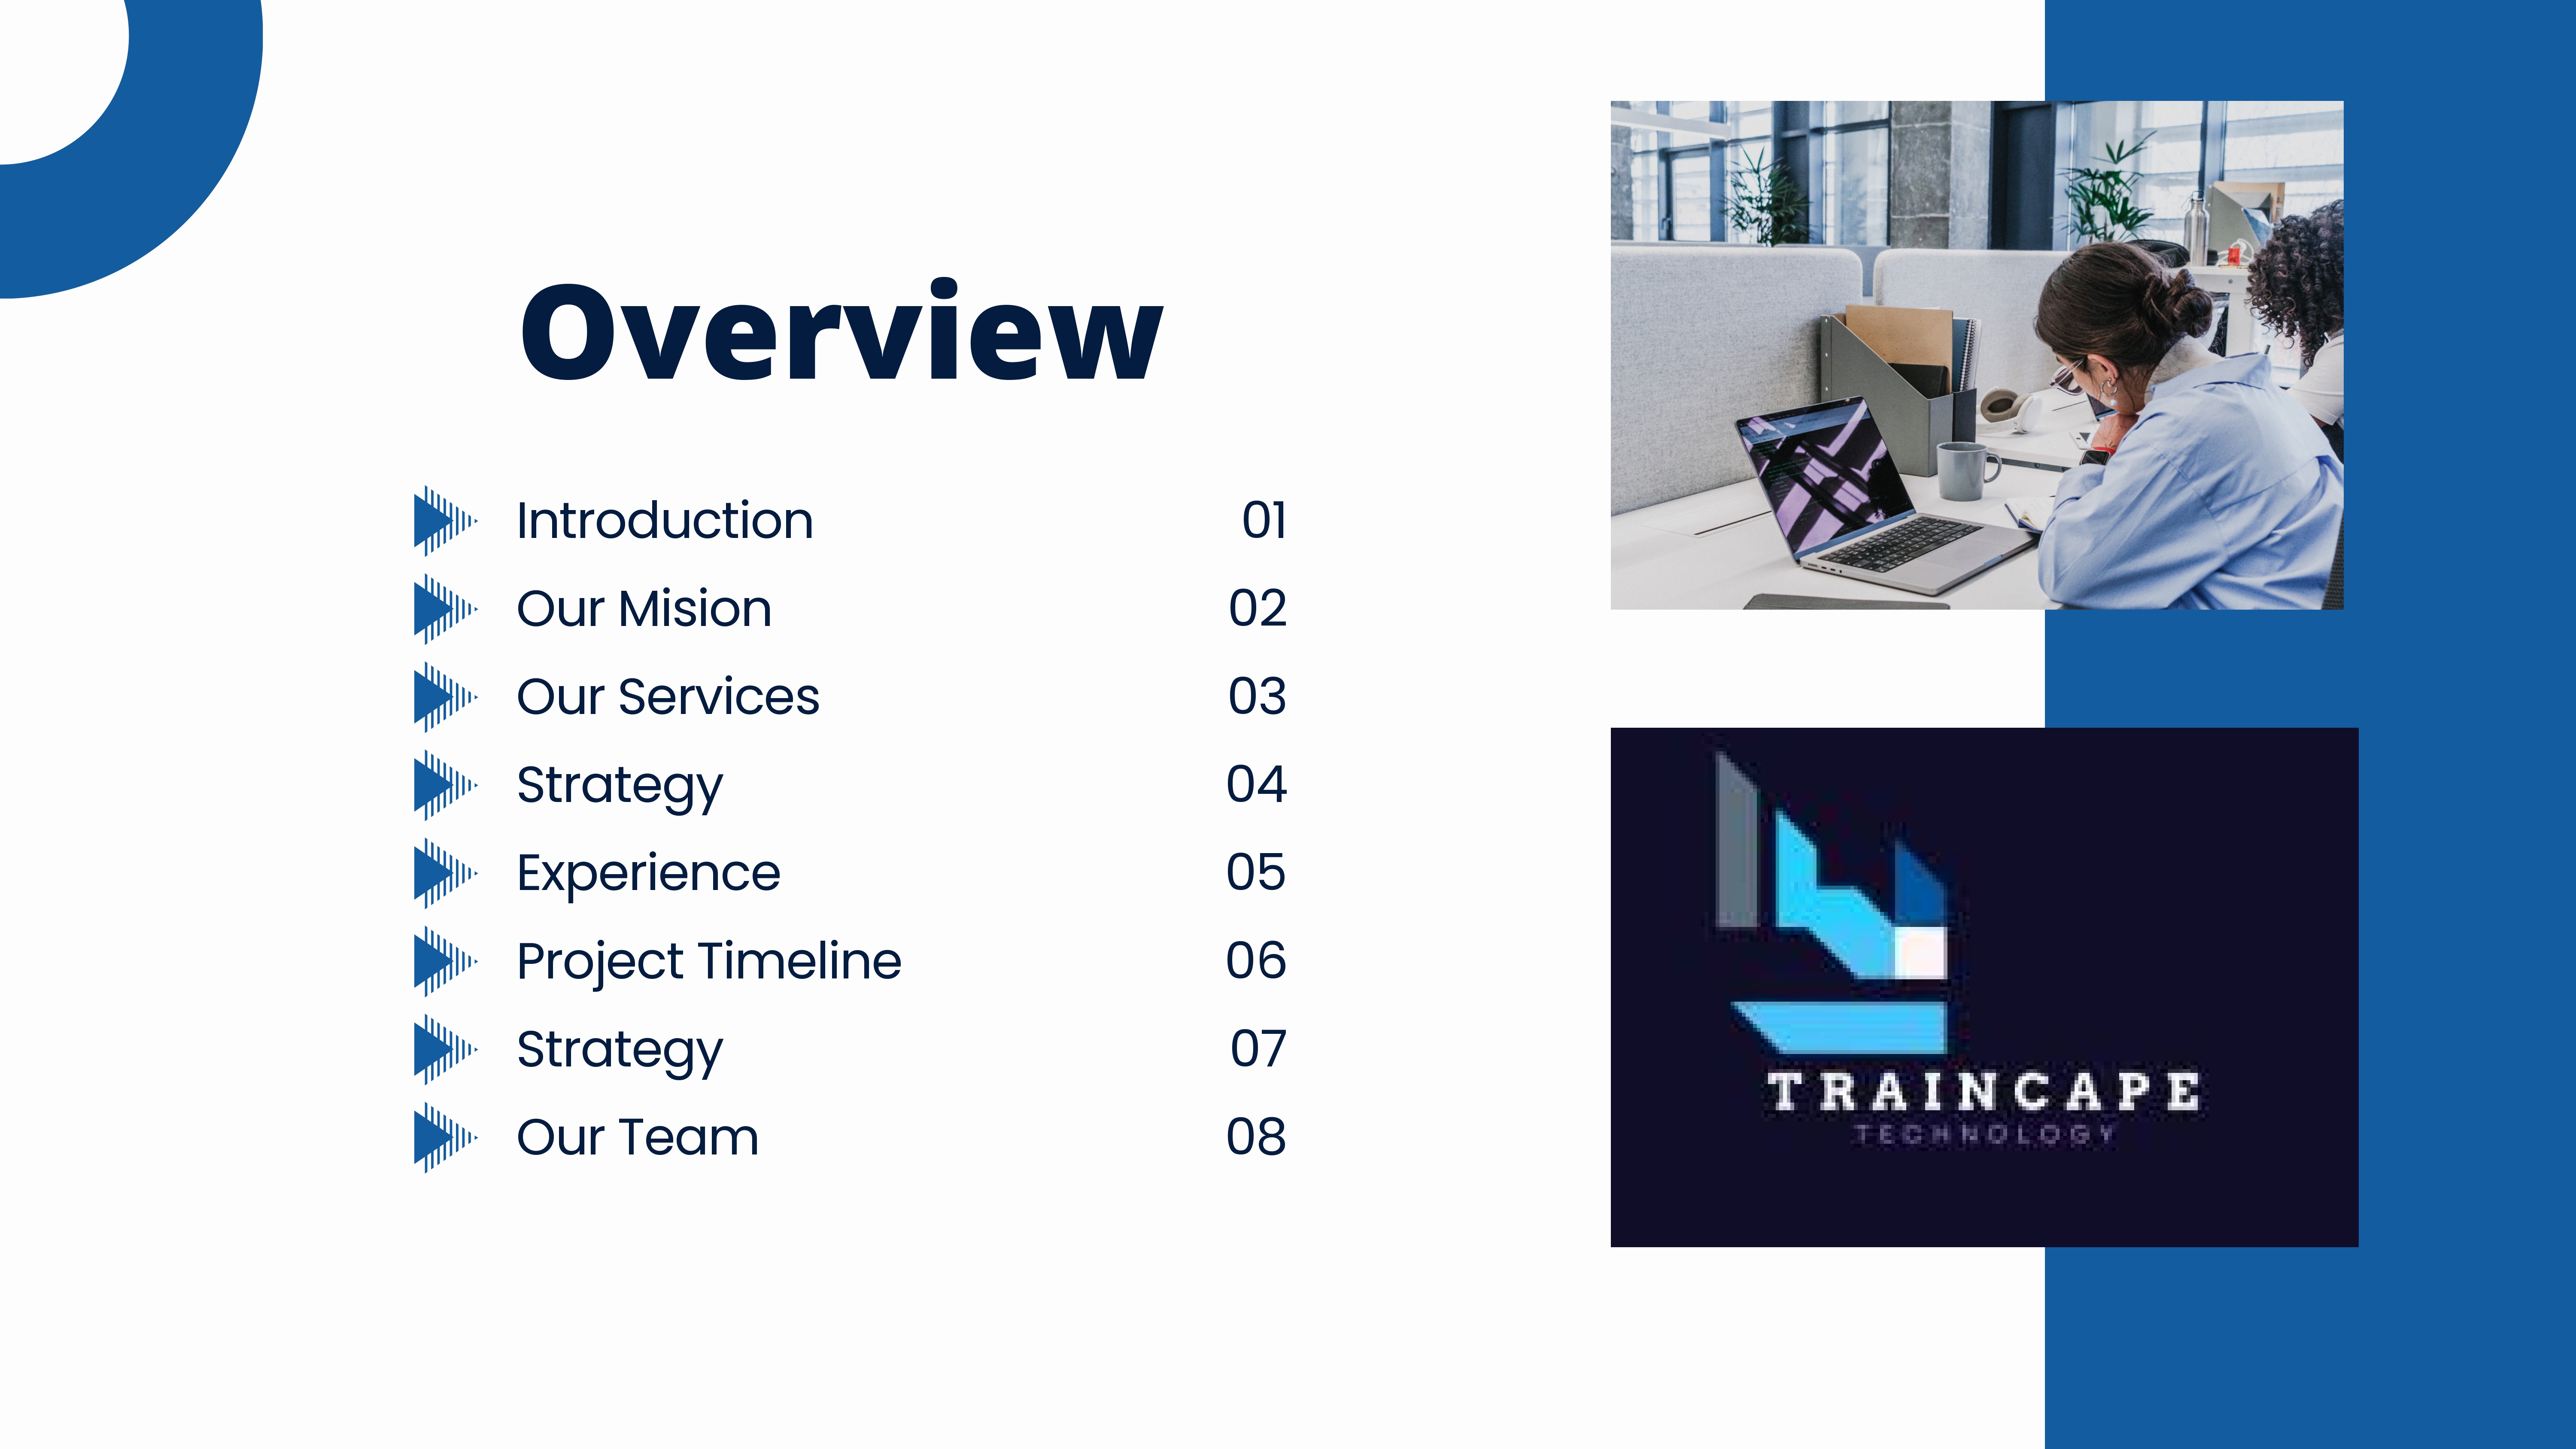 Overview
Introduction 01
Our Mision 02
Our Services 03
Strategy 04
Experience 05
Project Timeline 06
Strategy 07
Our Team 08
TRAINCAPE
TECHNOLOGY